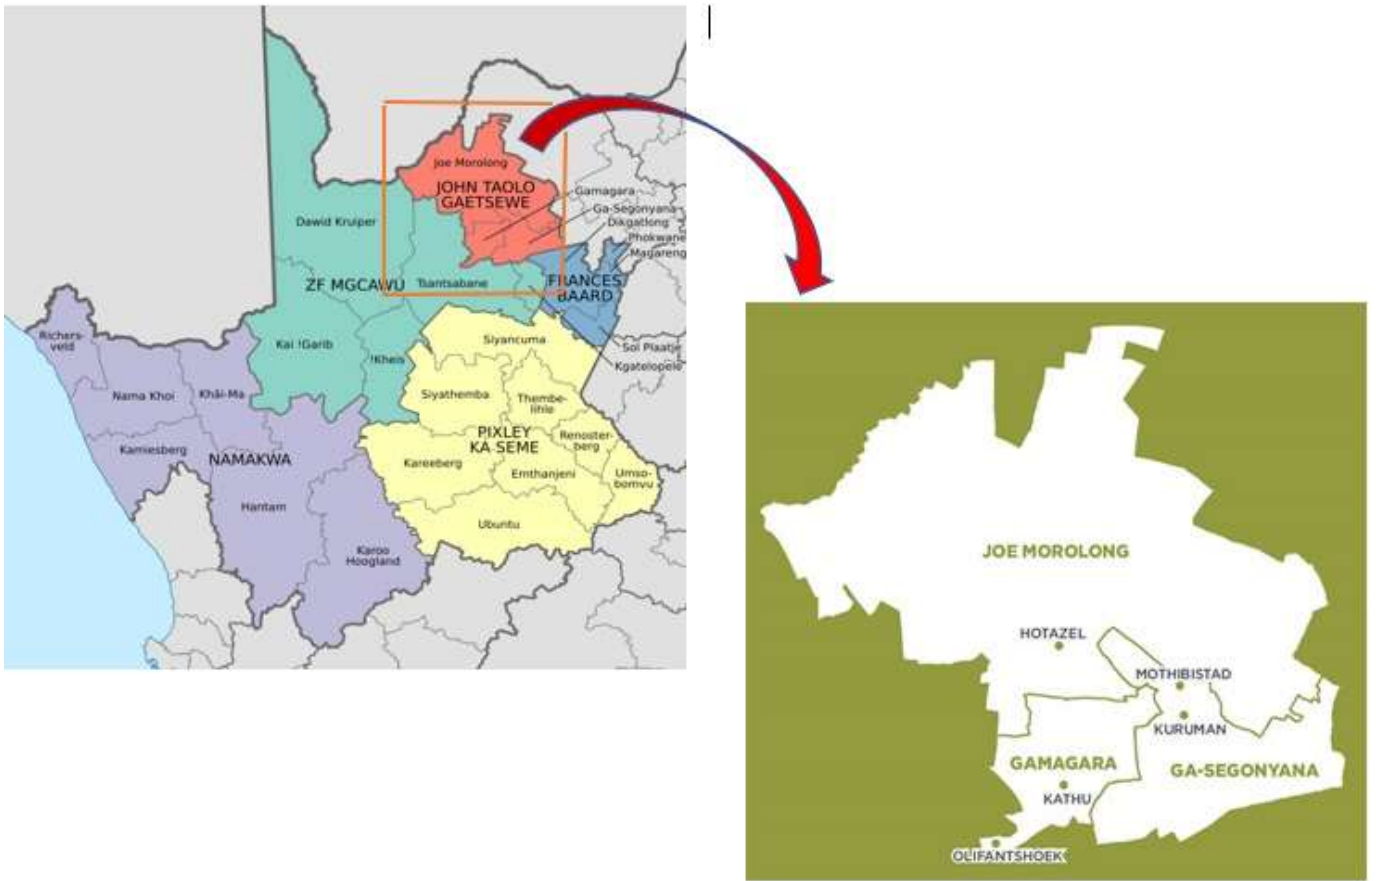 Joe Morolong
JOHN TAOLO
GAETSEWE
Gamagara
Ga-Segonyana
Dikgatlong
Phokwane
Magareng
Dawid Kruiper
ZF MGCAWU
Tsantsabane
FRANCES
BAARD
Richers-
veld
Kai !Garib
!Kheis
Siyancuma
Sol Plaatje
Kgatelopele
Nama Khoi
Khâi-Ma
Siyathemba
Thembe-
lihle
Kamiesberg
NAMAKWA
PIXLEY
KA SEME
Renoster-
berg
Kareeberg
Emthanjeni
Umso-
bomvu
Hantam
Ubuntu
Karoo
Hoogland
JOE MOROLONG
HOTAZEL
MOTHIBISTAD
KURUMAN
GAMAGARA
GA-SEGONYANA
KATHU
OLIFANTSHOEK